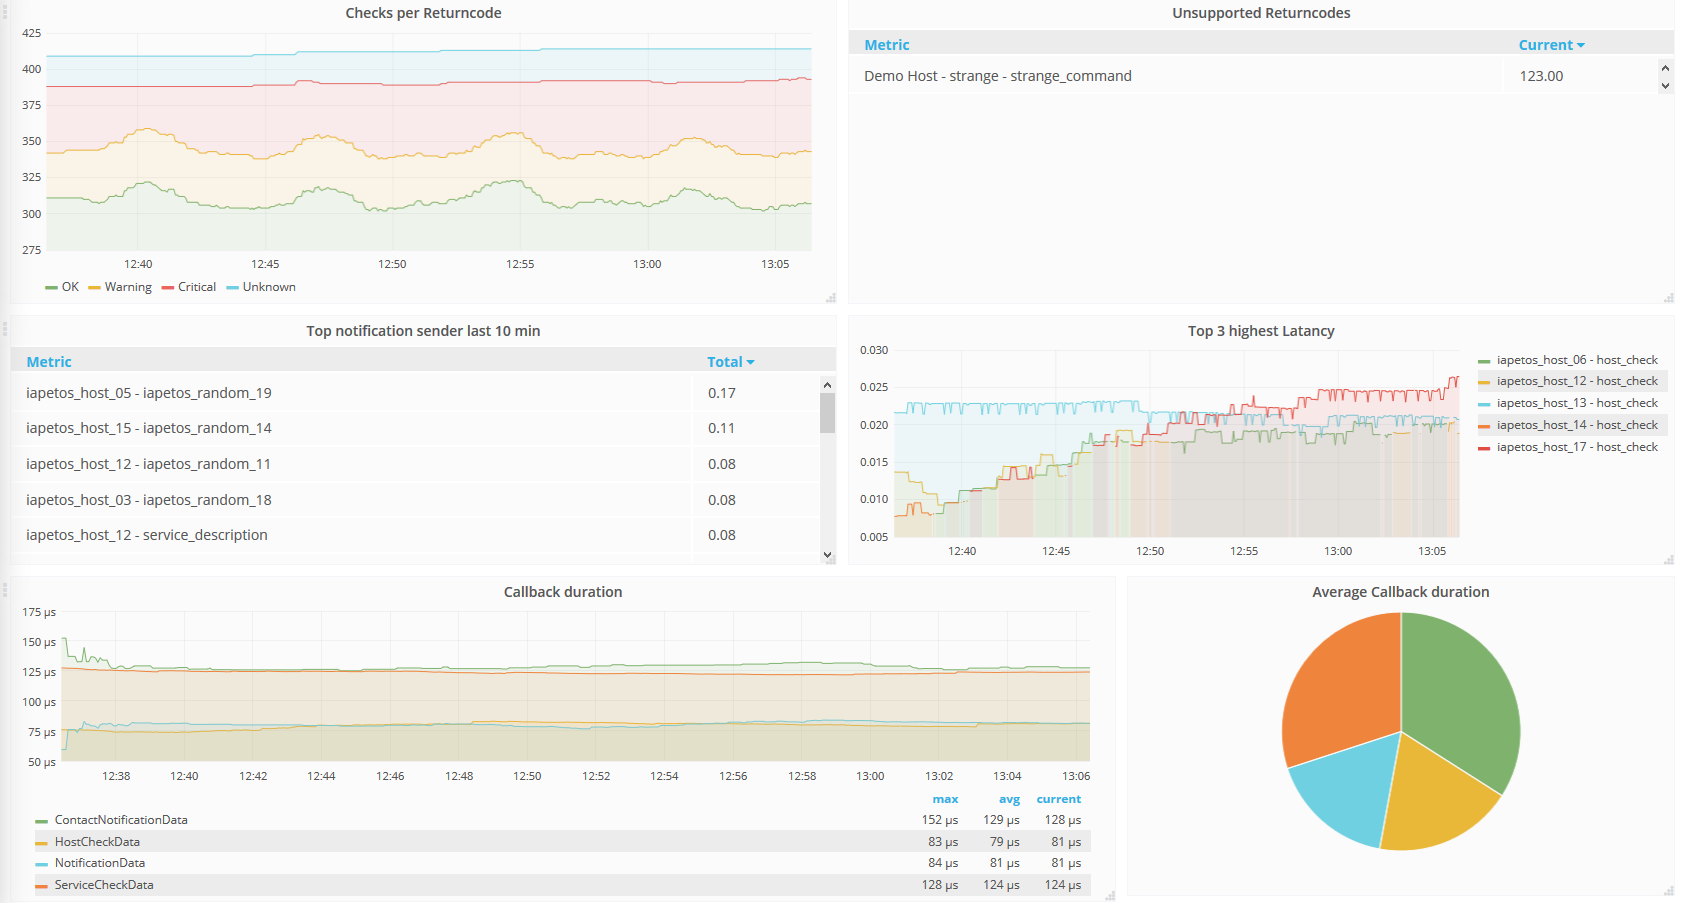 Checks per Returncode
425
400
375
350
325
300
275
12:40 12:45 12:50 12:55 13:00 13:05
OK Warning Critical Unknown
Unsupported Returncodes
Metric Current
Demo Host - strange - strange_command 123.00
Top notification sender last 10 min
Metric Total
iapetos_host_05 - iapetos_random_19 0.17
iapetos_host_15 - iapetos_random_14 0.11
iapetos_host_12 - iapetos_random_11 0.08
iapetos_host_03 - iapetos_random_18 0.08
iapetos_host_12 - service_description 0.08
Top 3 highest Latancy
0.030
0.025
0.020
0.015
0.010
0.005
12:40 12:45 12:50 12:55 13:00 13:05
iapetos_host_06 - host_check
iapetos_host_12 - host_check
iapetos_host_13 - host_check
iapetos_host_14 - host_check
iapetos_host_17 - host_check
Callback duration
175 µs
150 µs
125 µs
100 µs
75 µs
50 µs
12:38 12:40 12:42 12:44 12:46 12:48 12:50 12:52 12:54 12:56 12:58 13:00 13:02 13:04 13:06
max avg current
ContactNotificationData 152 µs 129 µs 128 µs
HostCheckData 83 µs 79 µs 81 µs
NotificationData 84 µs 81 µs 81 µs
ServiceCheckData 128 µs 124 µs 124 µs
Average Callback duration